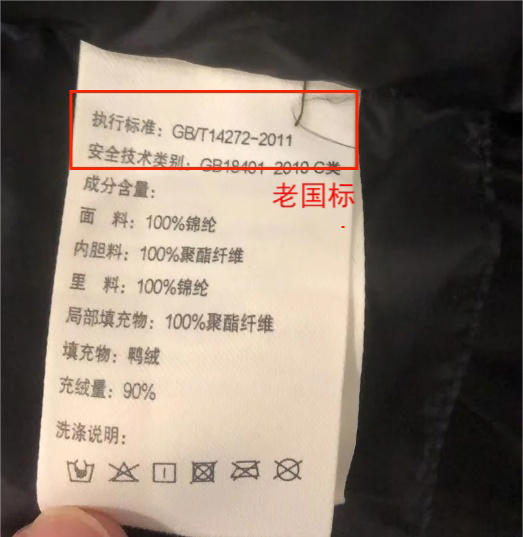 执行标准：GB/T14272-2011
安全技术类别：GB18401-2010 C类
老国标
成分含量：
面 料：100%锦纶
内胆料：100%聚酯纤维
里 料：100%锦纶
局部填充物：100%聚酯纤维
填充物：鸭绒
充绒量：90%
洗涤说明：